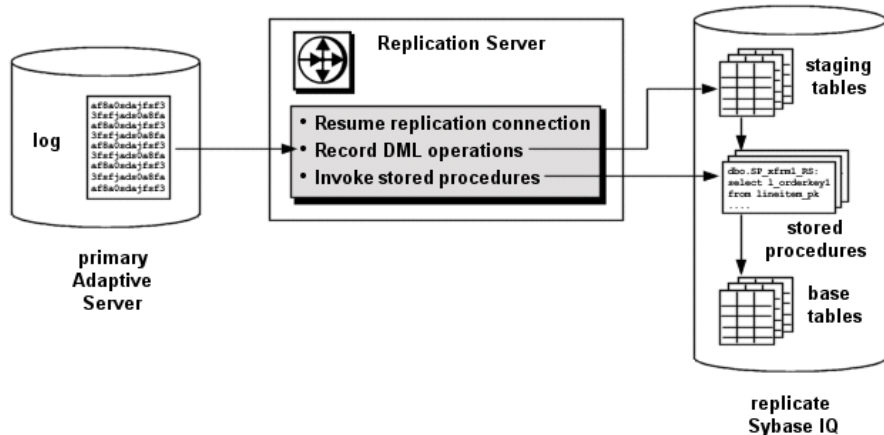 Replication Server
staging
tables
log
af8a0sdajfsf3
3fsfjads0a8fa
af8a0sdajfsf3
3fsfjads0a8fa
af8a0sdajfsf3
3fsfjads0a8fa
af8a0sdajfsf3
3fsfjads0a8fa
af8a0sdajfsf3
• Resume replication connection
• Record DML operations
• Invoke stored procedures
dbo.SP_xfrm1_RS:
select l_orderkey1
from lineitem_pk
....
stored
procedures
primary
Adaptive
Server
base
tables
replicate
Sybase IQ